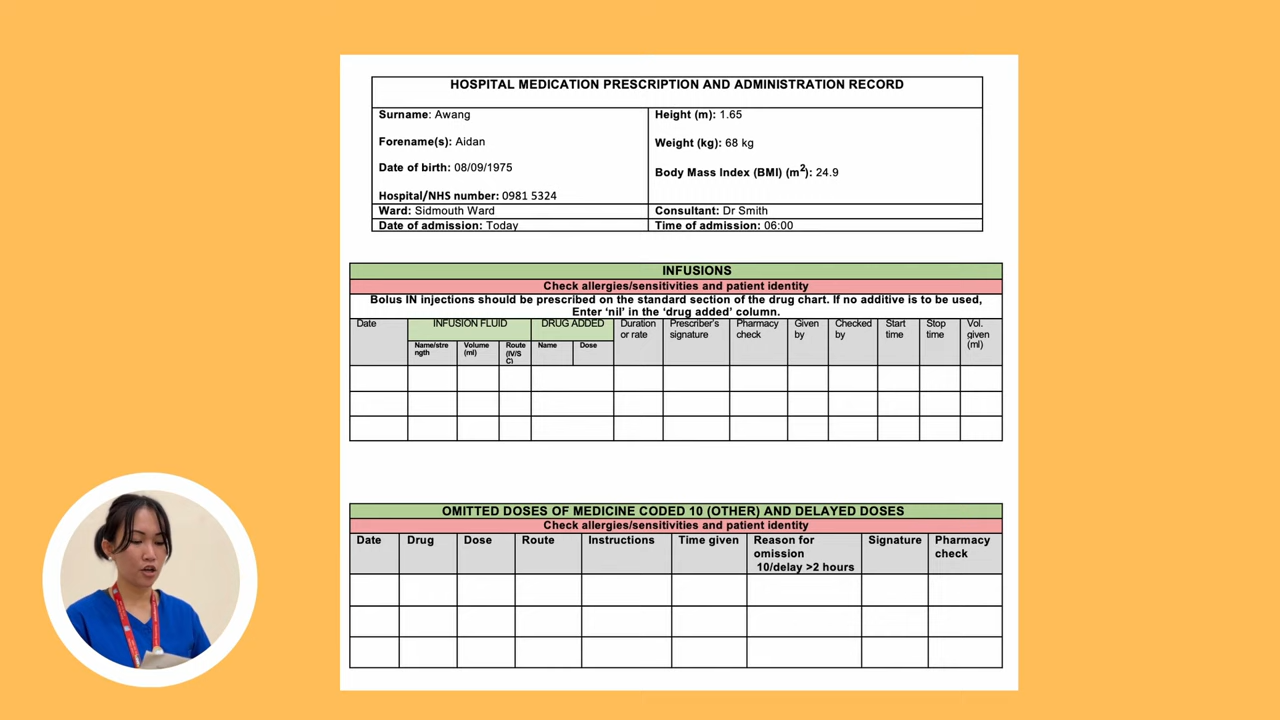 HOSPITAL MEDICATION PRESCRIPTION AND ADMINISTRATION RECORD
Surname: Awang
Forename(s): Aidan
Date of birth: 08/09/1975
Hospital/NHS number: 0981 5324
Height (m): 1.65
Weight (kg): 68 kg
Body Mass Index (BMI) (m²): 24.9
Ward: Sidmouth Ward
Consultant: Dr Smith
Date of admission: Today
Time of admission: 06:00
INFUSIONS
Check allergies/sensitivities and patient identity
Bolus IN injections should be prescribed on the standard section of the drug chart. If no additive is to be used,
Enter ‘nil’ in the ‘drug added’ column.
Date
INFUSION FLUID
Name/stre
ngth
Volume
(ml)
Route
(IV/S
C)
DRUG ADDED
Name
Dose
Duration
or rate
Prescriber's
signature
Pharmacy
check
Given
by
Checked
by
Start
time
Stop
time
Vol.
given
(ml)
OMITTED DOSES OF MEDICINE CODED 10 (OTHER) AND DELAYED DOSES
Check allergies/sensitivities and patient identity
Date
Drug
Dose
Route
Instructions
Time given
Reason for
omission
10/delay >2 hours
Signature
Pharmacy
check